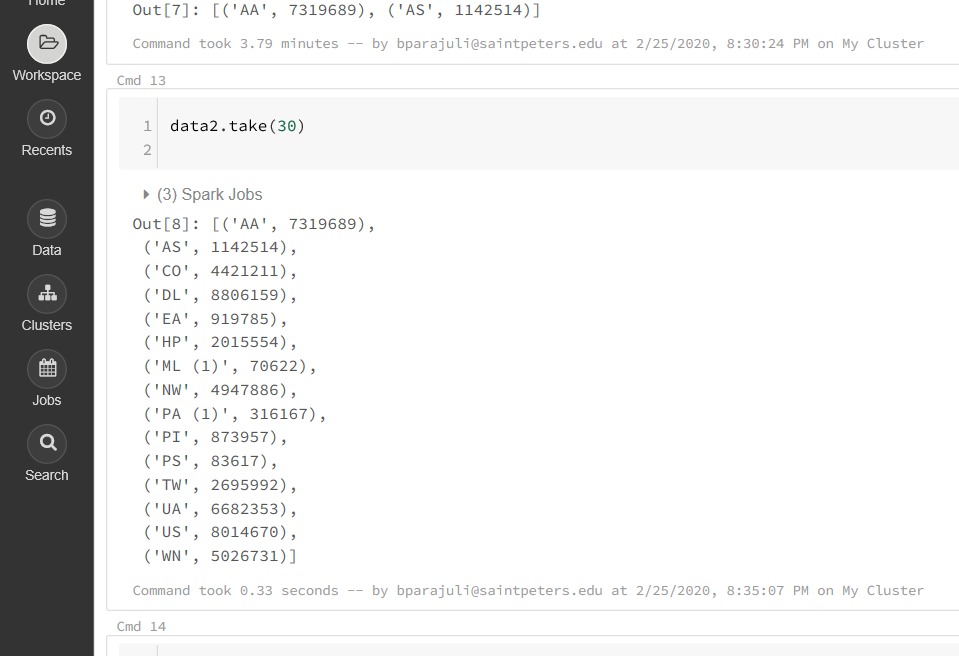 Home
Out[7]: [('AA', 7319689), ('AS', 1142514)]
Command took 3.79 minutes -- by bparajuli@saintpeters.edu at 2/25/2020, 8:30:24 PM on My Cluster
Workspace
Cmd 13
1 data2.take(30)
2
Recents
(3) Spark Jobs
Out[8]: [('AA', 7319689),
('AS', 1142514),
('CO', 4421211),
('DL', 8806159),
('EA', 919785),
('HP', 2015554),
('ML (1)', 70622),
('NW', 4947886),
('PA (1)', 316167),
('PI', 873957),
('PS', 83617),
('TW', 2695992),
('UA', 6682353),
('US', 8014670),
('WN', 5026731)]
Data
Clusters
Jobs
Search
Command took 0.33 seconds -- by bparajuli@saintpeters.edu at 2/25/2020, 8:35:07 PM on My Cluster
Cmd 14